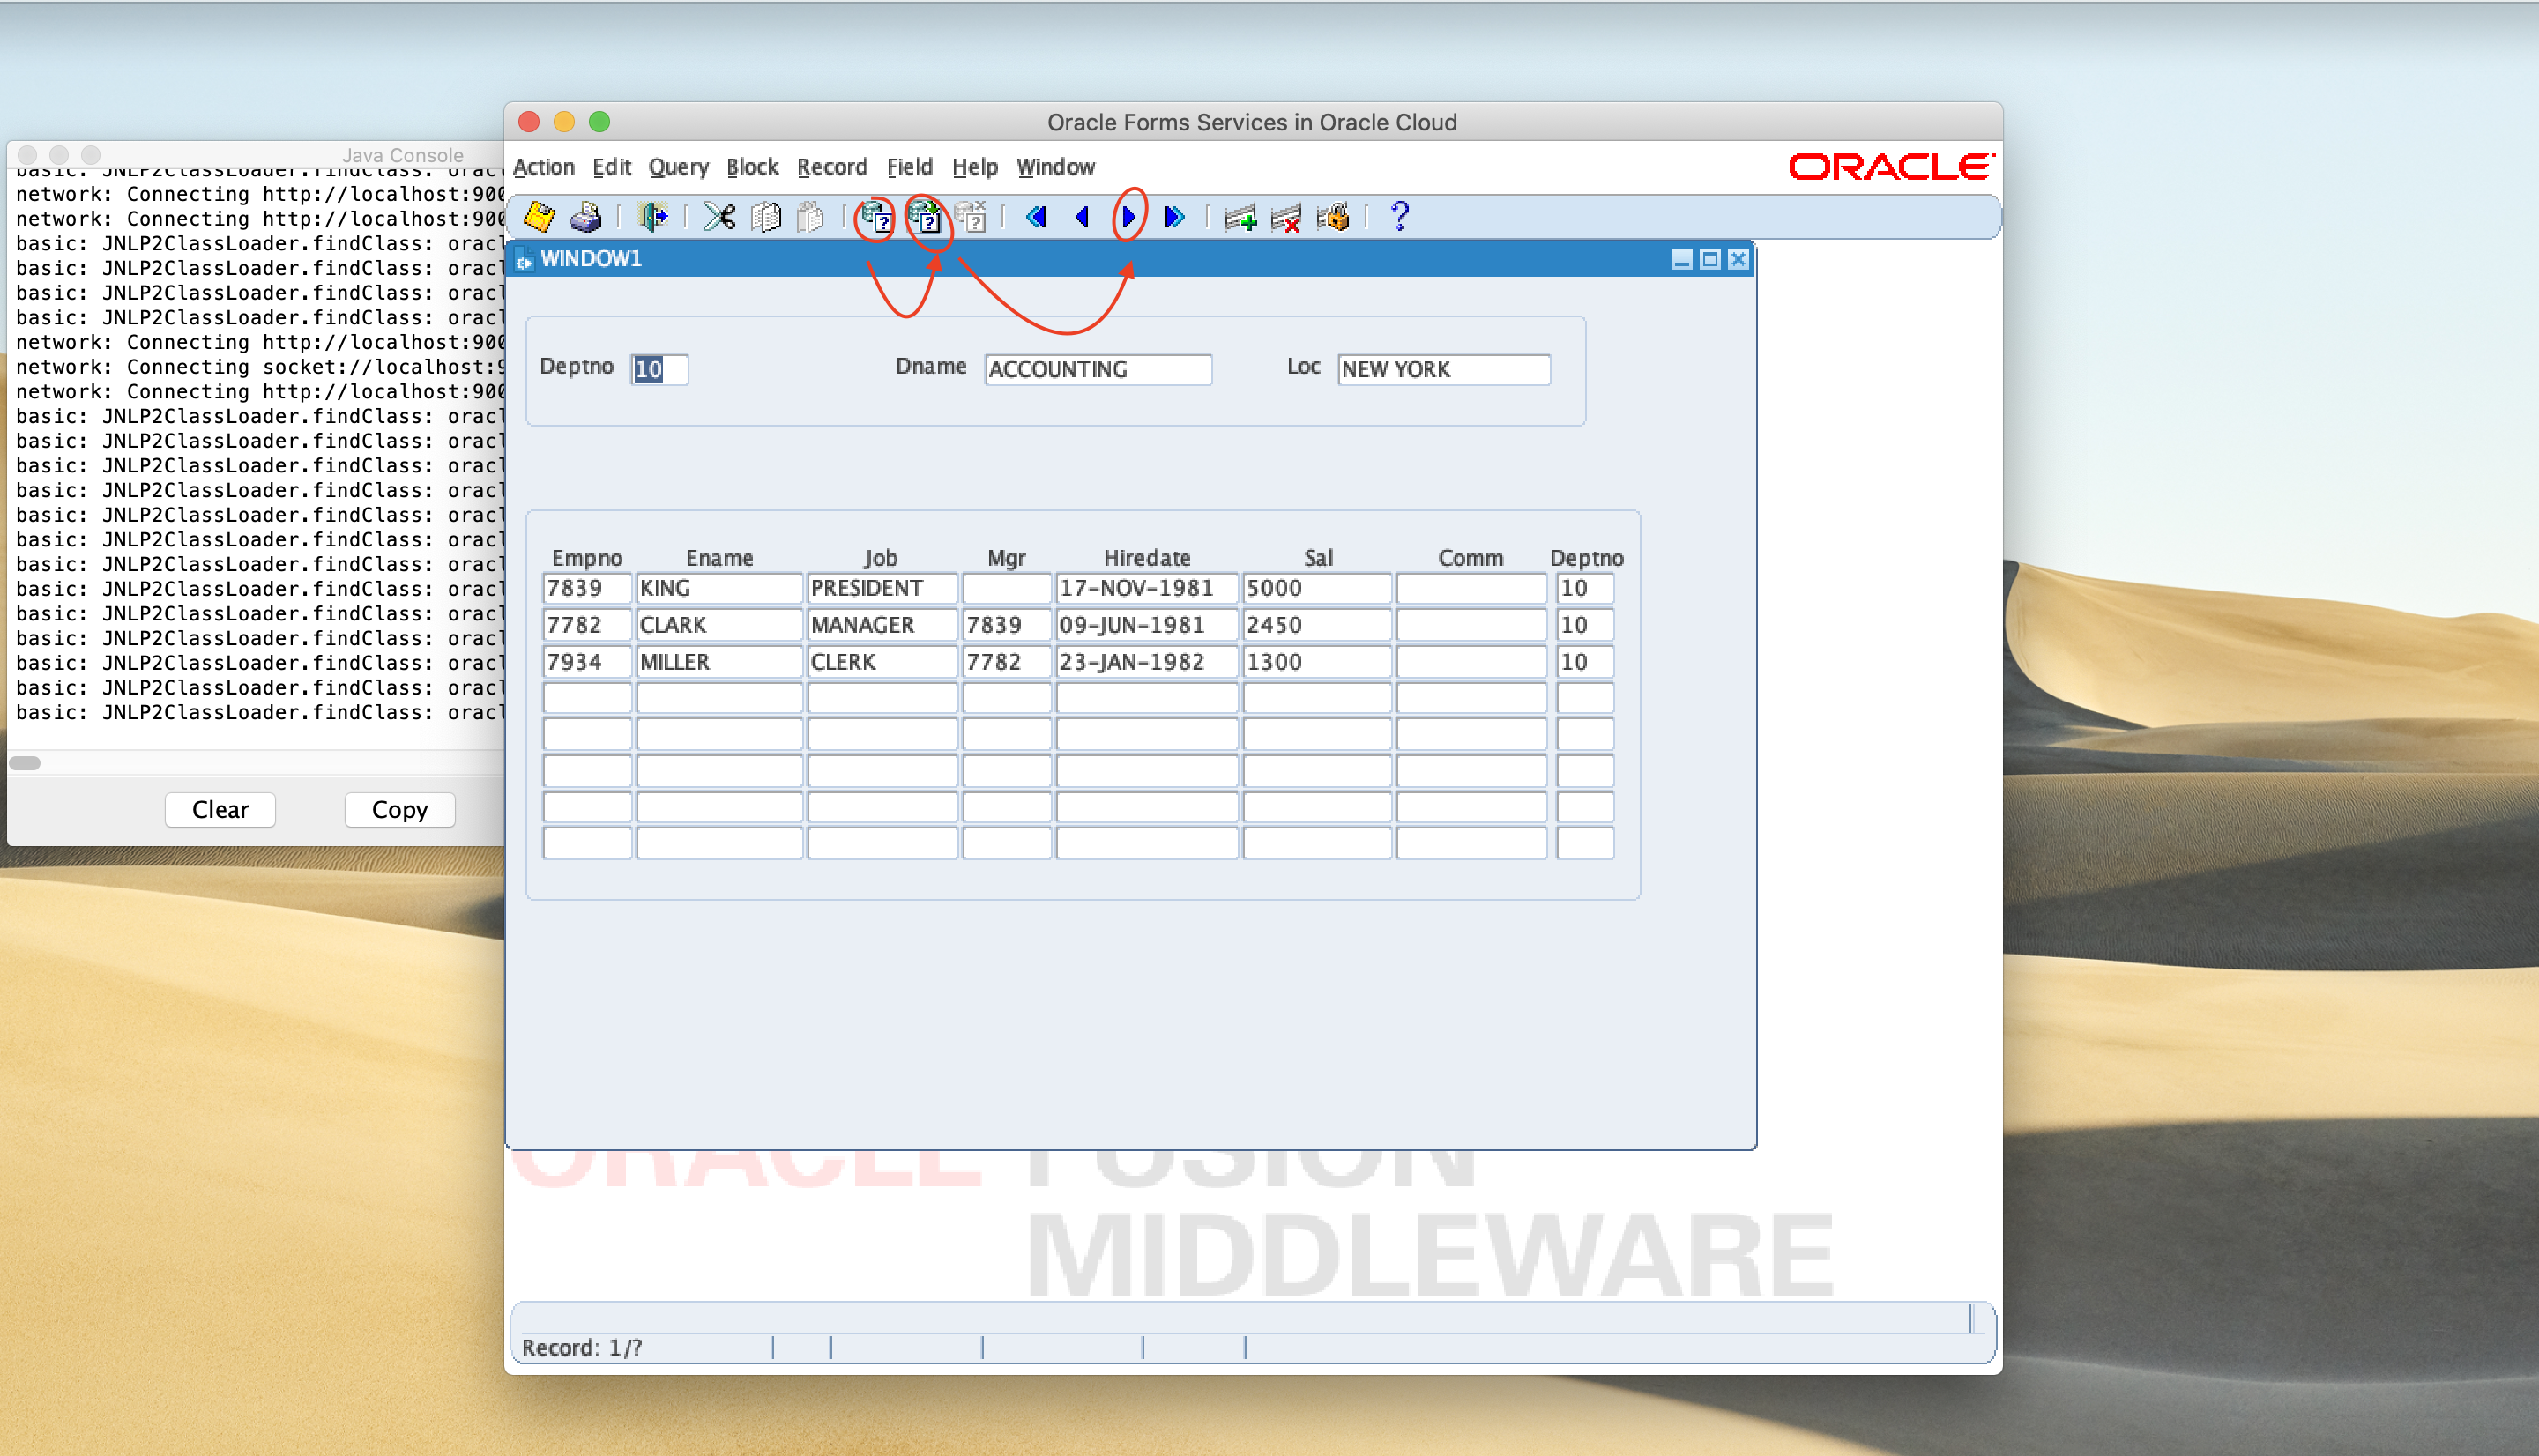 Oracle Forms Services in Oracle Cloud
Java Console
Action Edit Query Block Record Field Help Window
ORACLE
basic: JNLP2ClassLoader.findClass: oracl
network: Connecting http://localhost:900
network: Connecting http://localhost:900
basic: JNLP2ClassLoader.findClass: oracl
basic: JNLP2ClassLoader.findClass: oracl
basic: JNLP2ClassLoader.findClass: oracl
basic: JNLP2ClassLoader.findClass: oracl
network: Connecting http://localhost:900
network: Connecting socket://localhost:9
network: Connecting http://localhost:900
basic: JNLP2ClassLoader.findClass: oracl
basic: JNLP2ClassLoader.findClass: oracl
basic: JNLP2ClassLoader.findClass: oracl
basic: JNLP2ClassLoader.findClass: oracl
basic: JNLP2ClassLoader.findClass: oracl
basic: JNLP2ClassLoader.findClass: oracl
basic: JNLP2ClassLoader.findClass: oracl
basic: JNLP2ClassLoader.findClass: oracl
basic: JNLP2ClassLoader.findClass: oracl
basic: JNLP2ClassLoader.findClass: oracl
basic: JNLP2ClassLoader.findClass: oracl
basic: JNLP2ClassLoader.findClass: oracl
basic: JNLP2ClassLoader.findClass: oracl
Clear Copy
WINDOW1
Deptno 10 Dname ACCOUNTING Loc NEW YORK
Empno Ename Job Mgr Hiredate Sal Comm Deptno
7839 KING PRESIDENT 17-NOV-1981 5000 10
7782 CLARK MANAGER 7839 09-JUN-1981 2450 10
7934 MILLER CLERK 7782 23-JAN-1982 1300 10
ORACLE FUSION
MIDDLEWARE
Record: 1/?